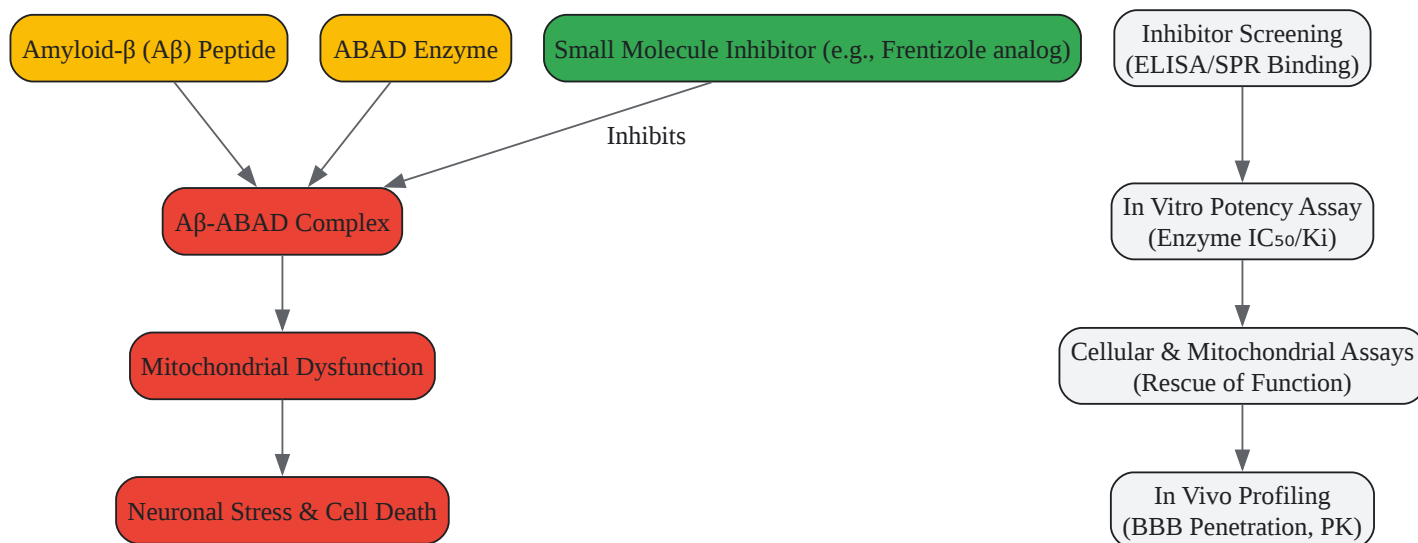 Amyloid-β (Aβ) Peptide
ABAD Enzyme
Small Molecule Inhibitor (e.g., Frentizole analog)
Inhibits
Aβ-ABAD Complex
Mitochondrial Dysfunction
Neuronal Stress & Cell Death
Inhibitor Screening
(ELISA/SPR Binding)
In Vitro Potency Assay
(Enzyme IC₅₀/Ki)
Cellular & Mitochondrial Assays
(Rescue of Function)
In Vivo Profiling
(BBB Penetration, PK)